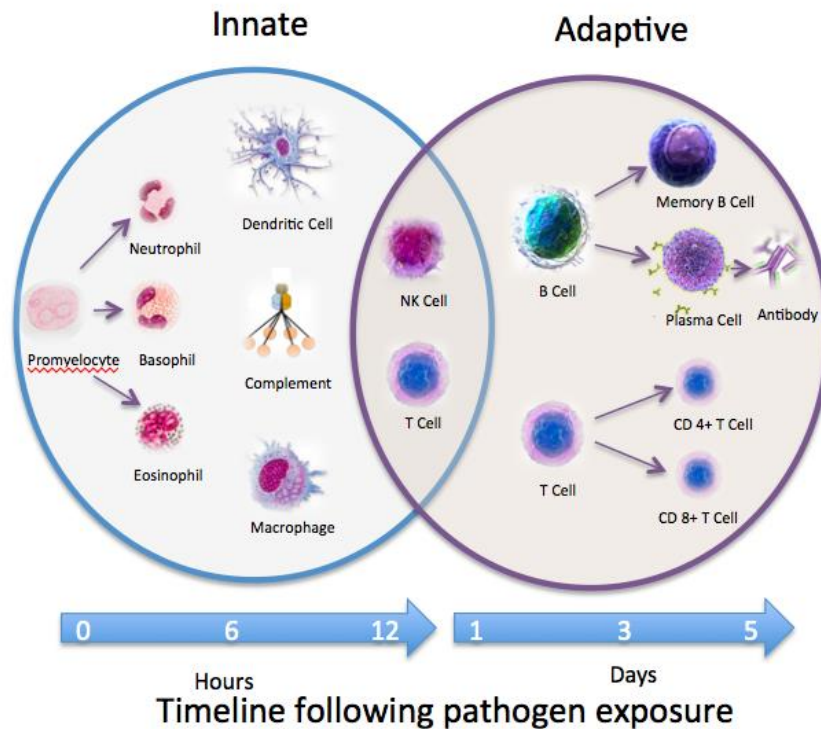 Innate
Adaptive
Dendritic Cell
Neutrophil
Promyelocyte
Basophil
Complement
Eosinophil
Macrophage
NK Cell
T Cell
B Cell
Memory B Cell
Plasma Cell
Antibody
T Cell
CD 4+ T Cell
CD 8+ T Cell
0 6 12
Hours
1 3 5
Days
Timeline following pathogen exposure